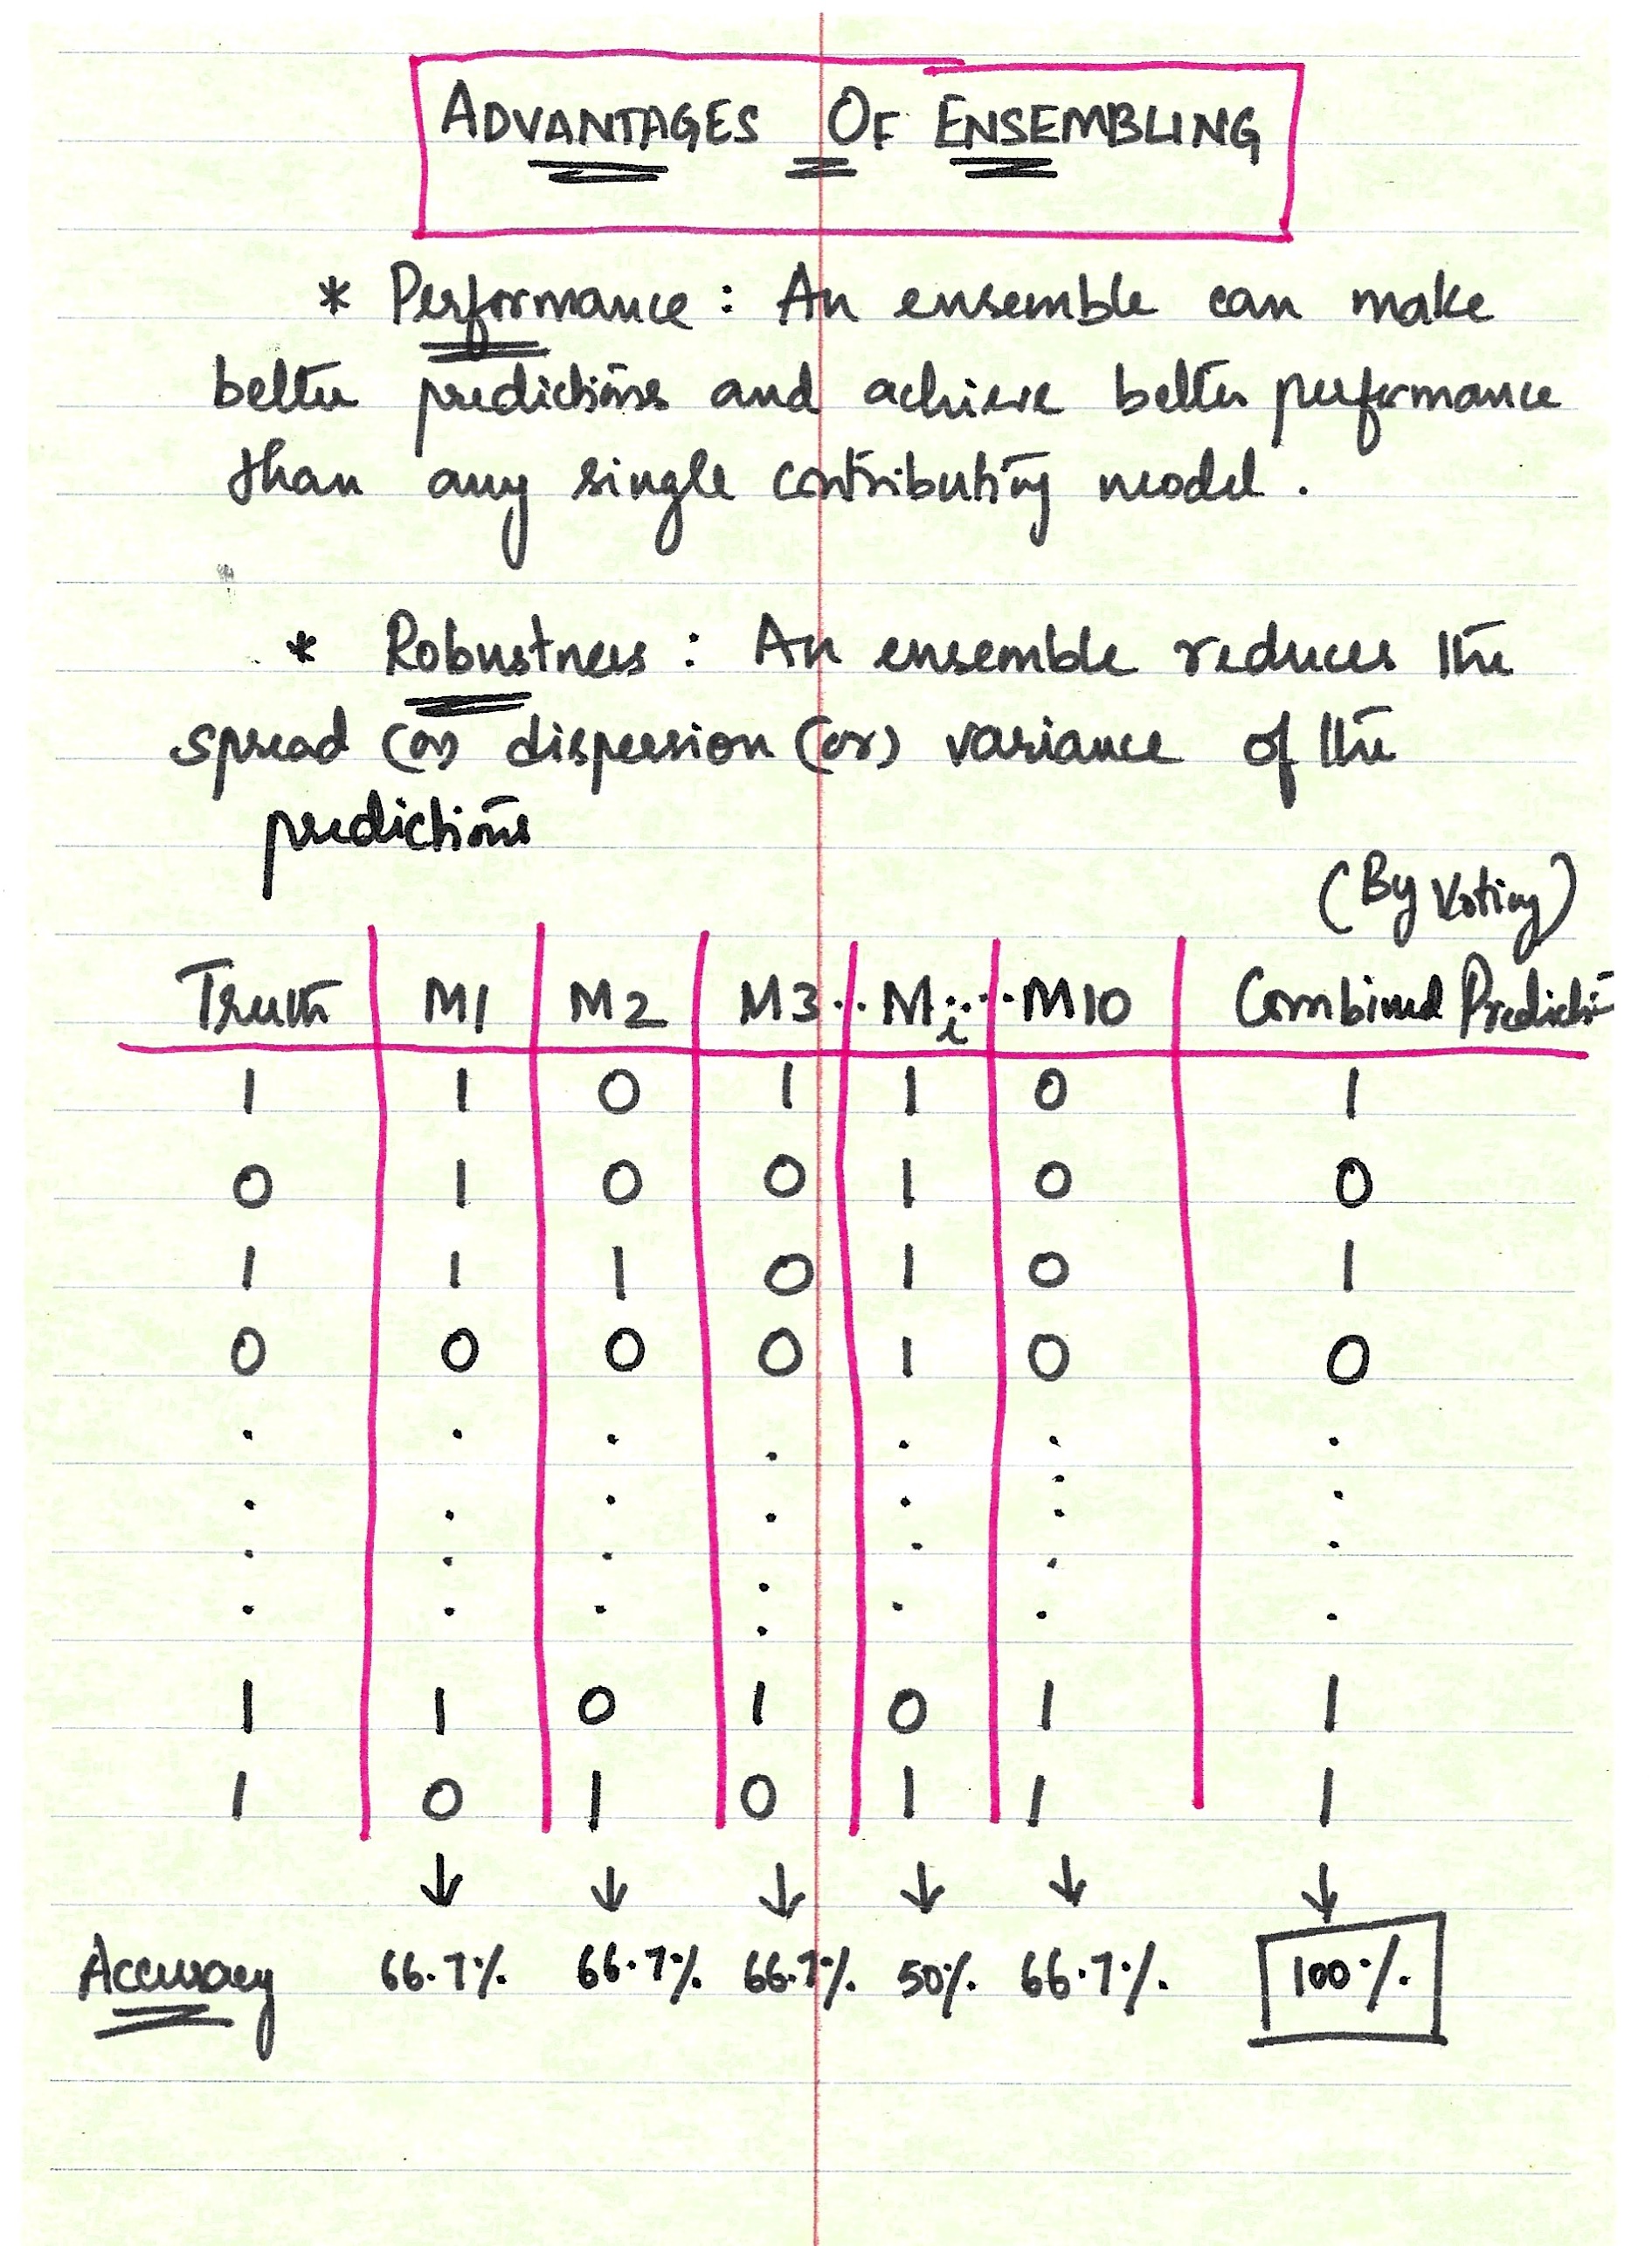 ADVANTAGES OF ENSEMBLING
* Performance : An ensemble can make
better predictions and achieve better performance
than any single contributing model .
* Robustness : An ensemble reduces the
spread (or) dispersion (or) variance of the
predictions
(By Voting)
Truth M1 M2 M3 .. Mi ... M10 Combined Predicti
1 1 0 1 1 0 1
0 1 0 0 1 0 0
1 1 1 0 1 0 1
0 0 0 0 1 0 0
. . . . . . .
. . . . . . .
. . . . . . .
. . . . . . .
1 1 0 1 0 1 1
1 0 1 0 1 1 1
↓ ↓ ↓ ↓ ↓ ↓
Accuracy 66.7% 66.7% 66.7%. 50%. 66.7%. 100%.